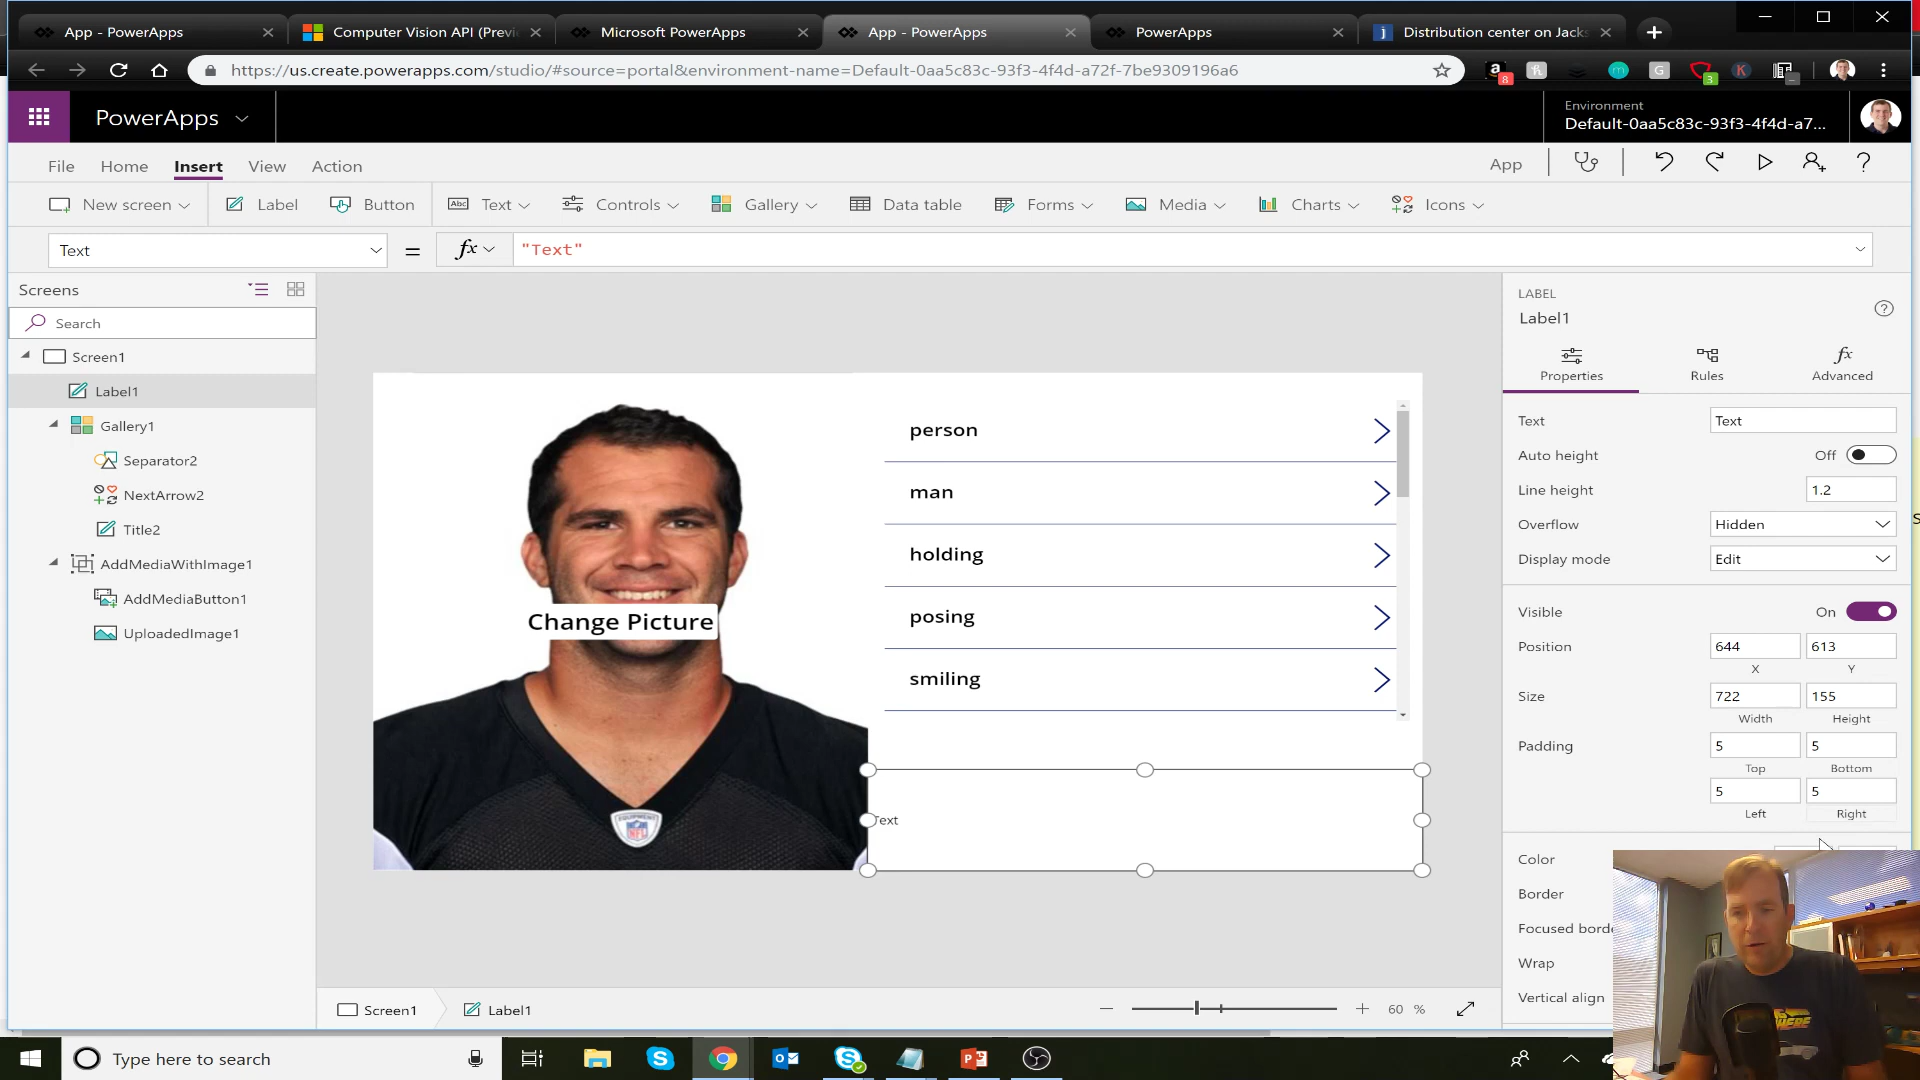 App - PowerApps
Computer Vision API (Previ
Microsoft PowerApps
App - PowerApps
PowerApps
Distribution center on Jacks
https://us.create.powerapps.com/studio/#source=portal&environment-name=Default-0aa5c83c-93f3-4f4d-a72f-7be9309196a6
8
3
PowerApps
Environment
Default-0aa5c83c-93f3-4f4d-a7...
File Home Insert View Action
App
New screen Label Button Text Controls Gallery Data table Forms Media Charts Icons
Text = fx "Text"
Screens
Search
Screen1
Label1
Gallery1
Separator2
NextArrow2
Title2
AddMediaWithImage1
AddMediaButton1
UploadedImage1
person
man
holding
posing
smiling
Change Picture
EQUIPMENT
NFL
Text
LABEL
Label1
Properties Rules Advanced
Text Text
Auto height Off
Line height 1.2
Overflow Hidden
Display mode Edit
Visible On
Position 644 613
X Y
Size 722 155
Width Height
Padding 5 5
Top Bottom
5 5
Left Right
Color
Border
Focused borde
Wrap
Vertical align
Screen1 Label1
60 %
Type here to search